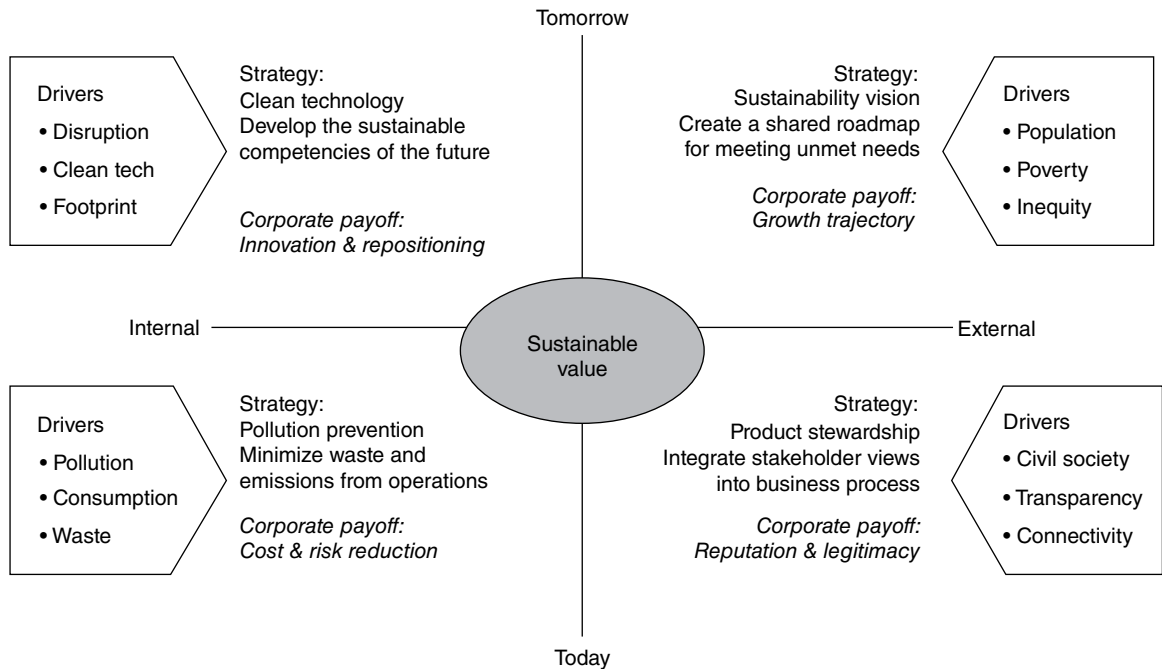 Tomorrow
Drivers
• Disruption
• Clean tech
• Footprint
Strategy:
Clean technology
Develop the sustainable
competencies of the future
Corporate payoff:
Innovation & repositioning
Strategy:
Sustainability vision
Create a shared roadmap
for meeting unmet needs
Corporate payoff:
Growth trajectory
Drivers
• Population
• Poverty
• Inequity
Internal
Sustainable
value
External
Drivers
• Pollution
• Consumption
• Waste
Strategy:
Pollution prevention
Minimize waste and
emissions from operations
Corporate payoff:
Cost & risk reduction
Strategy:
Product stewardship
Integrate stakeholder views
into business process
Corporate payoff:
Reputation & legitimacy
Drivers
• Civil society
• Transparency
• Connectivity
Today